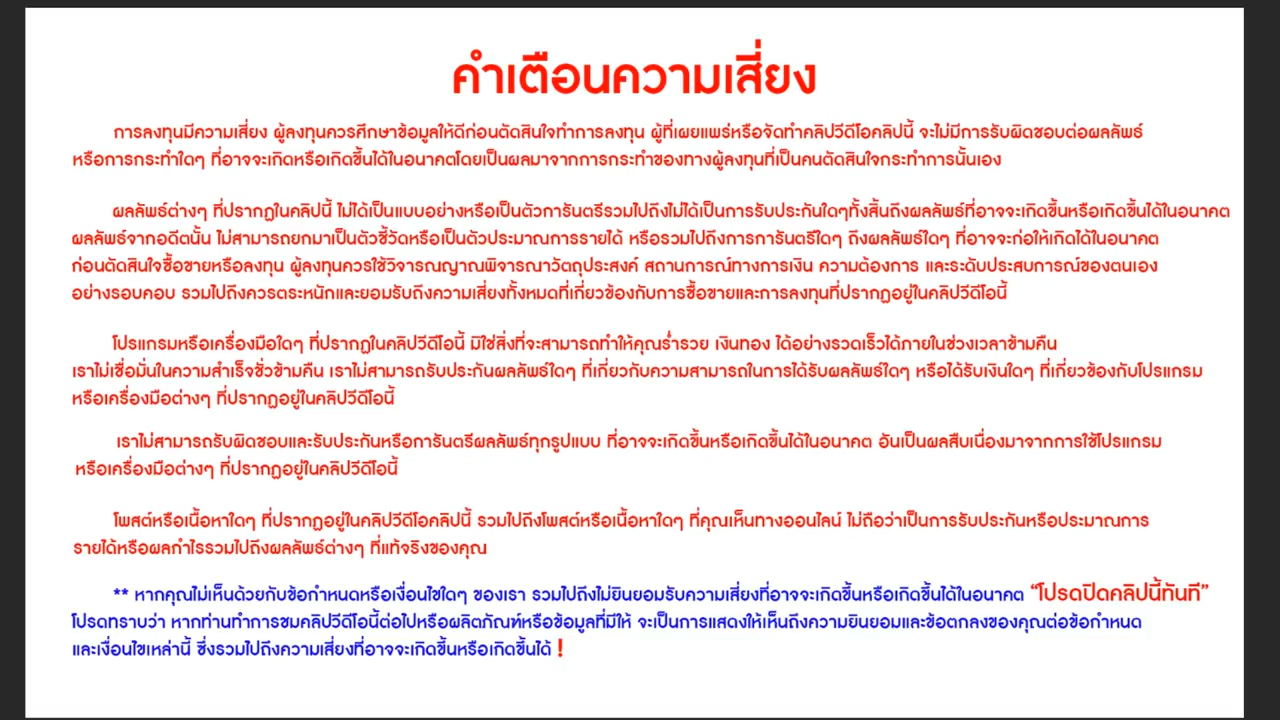 คำเตือนความเสี่ยง
การลงทุนมีความเสี่ยง ผู้ลงทุนควรศึกษาข้อมูลให้ดีก่อนตัดสินใจทำการลงทุน ผู้ที่เผยแพร่หรือจัดทำคลิปวีดีโอคลิปนี้ จะไม่มีการรับผิดชอบต่อผลลัพธ์
หรือการกระทำใดๆ ที่อาจจะเกิดหรือเกิดขึ้นได้ในอนาคตโดยเป็นผลมาจากการกระทำของทางผู้ลงทุนที่เป็นคนตัดสินใจกระทำการนั้นเอง
ผลลัพธ์ต่างๆ ที่ปรากฏในคลิปนี้ ไม่ได้เป็นแบบอย่างหรือเป็นตัวการันตรีรวมไปถึงไม่ได้เป็นการรับประกันใดๆทั้งสิ้นถึงผลลัพธ์ที่อาจจะเกิดขึ้นหรือเกิดขึ้นได้ในอนาคต
ผลลัพธ์จากอดีตนั้น ไม่สามารถยกมาเป็นตัวชี้วัดหรือเป็นตัวประมาณการรายได้ หรือรวมไปถึงการการันตรีใดๆ ถึงผลลัพธ์ใดๆ ที่อาจจะก่อให้เกิดได้ในอนาคต
ก่อนตัดสินใจซื้อขายหรือลงทุน ผู้ลงทุนควรใช้วิจารณญาณพิจารณาวัตถุประสงค์ สถานการณ์ทางการเงิน ความต้องการ และระดับประสบการณ์ของตนเอง
อย่างรอบคอบ รวมไปถึงควรตระหนักและยอมรับถึงความเสี่ยงทั้งหมดที่เกี่ยวข้องกับการซื้อขายและการลงทุนที่ปรากฏอยู่ในคลิปวีดีโอนี้
โปรแกรมหรือเครื่องมือใดๆ ที่ปรากฏในคลิปวีดีโอนี้ มิใช่สิ่งที่จะสามารถทำให้คุณร่ำรวย เงินทอง ได้อย่างรวดเร็วได้ภายในช่วงเวลาข้ามคืน
เราไม่เชื่อมั่นในความสำเร็จชั่วข้ามคืน เราไม่สามารถรับประกันผลลัพธ์ใดๆ ที่เกี่ยวกับความสามารถในการได้รับผลลัพธ์ใดๆ หรือได้รับเงินใดๆ ที่เกี่ยวข้องกับโปรแกรม
หรือเครื่องมือต่างๆ ที่ปรากฏอยู่ในคลิปวีดีโอนี้
เราไม่สามารถรับผิดชอบและรับประกันหรือการันตรีผลลัพธ์ทุกรูปแบบ ที่อาจจะเกิดขึ้นหรือเกิดขึ้นได้ในอนาคต อันเป็นผลสืบเนื่องมาจากการใช้โปรแกรม
หรือเครื่องมือต่างๆ ที่ปรากฏอยู่ในคลิปวีดีโอนี้
โพสต์หรือเนื้อหาใดๆ ที่ปรากฏอยู่ในคลิปวีดีโอคลิปนี้ รวมไปถึงโพสต์หรือเนื้อหาใดๆ ที่คุณเห็นทางออนไลน์ ไม่ถือว่าเป็นการรับประกันหรือประมาณการ
รายได้หรือผลกำไรรวมไปถึงผลลัพธ์ต่างๆ ที่แท้จริงของคุณ
** หากคุณไม่เห็นด้วยกับข้อกำหนดหรือเงื่อนไขใดๆ ของเรา รวมไปถึงไม่ยินยอมรับความเสี่ยงที่อาจจะเกิดขึ้นหรือเกิดขึ้นได้ในอนาคต “โปรดปิดคลิปนี้ทันที”
โปรดทราบว่า หากท่านทำการชมคลิปวีดีโอนี้ต่อไปหรือผลิตภัณฑ์หรือข้อมูลที่มีให้ จะเป็นการแสดงให้เห็นถึงความยินยอมและข้อตกลงของคุณต่อข้อกำหนด
และเงื่อนไขเหล่านี้ ซึ่งรวมไปถึงความเสี่ยงที่อาจจะเกิดขึ้นหรือเกิดขึ้นได้ !